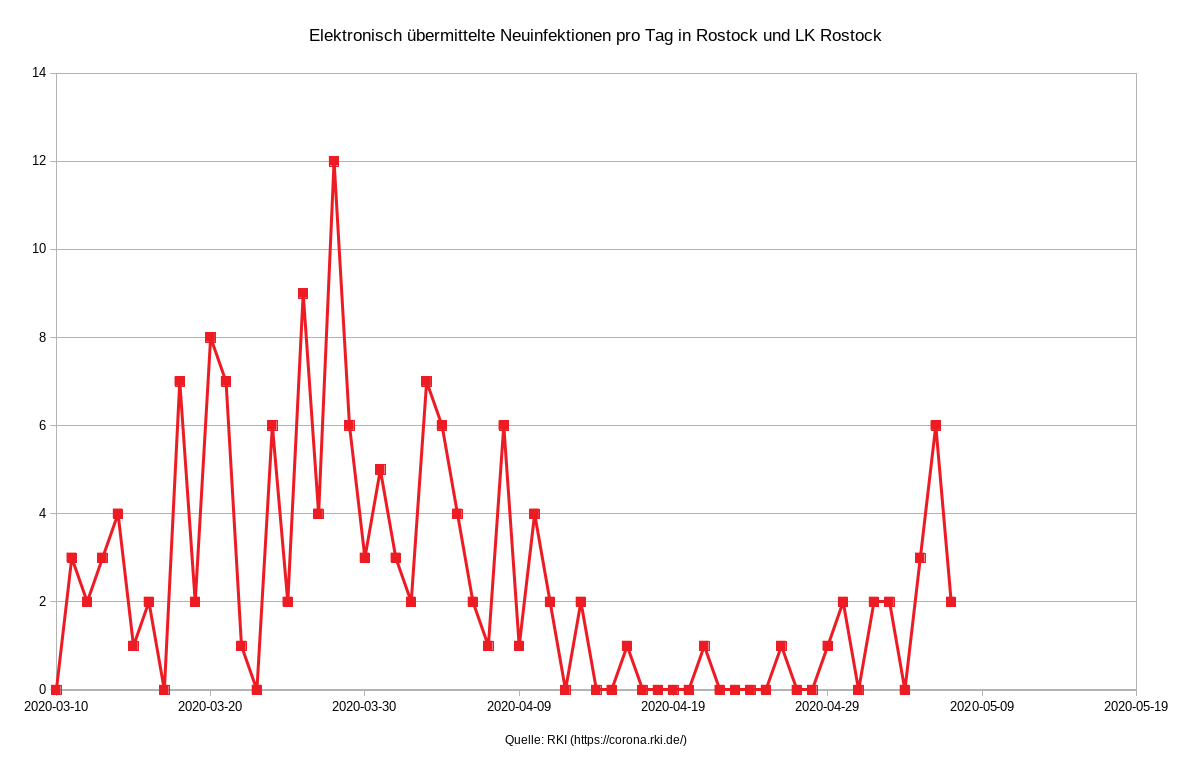 Elektronisch übermittelte Neuinfektionen pro Tag in Rostock und LK Rostock
14
12
10
8
6
4
2
0
2020-03-10 2020-03-20 2020-03-30 2020-04-09 2020-04-19 2020-04-29 2020-05-09 2020-05-19
Quelle: RKI (https://corona.rki.de/)